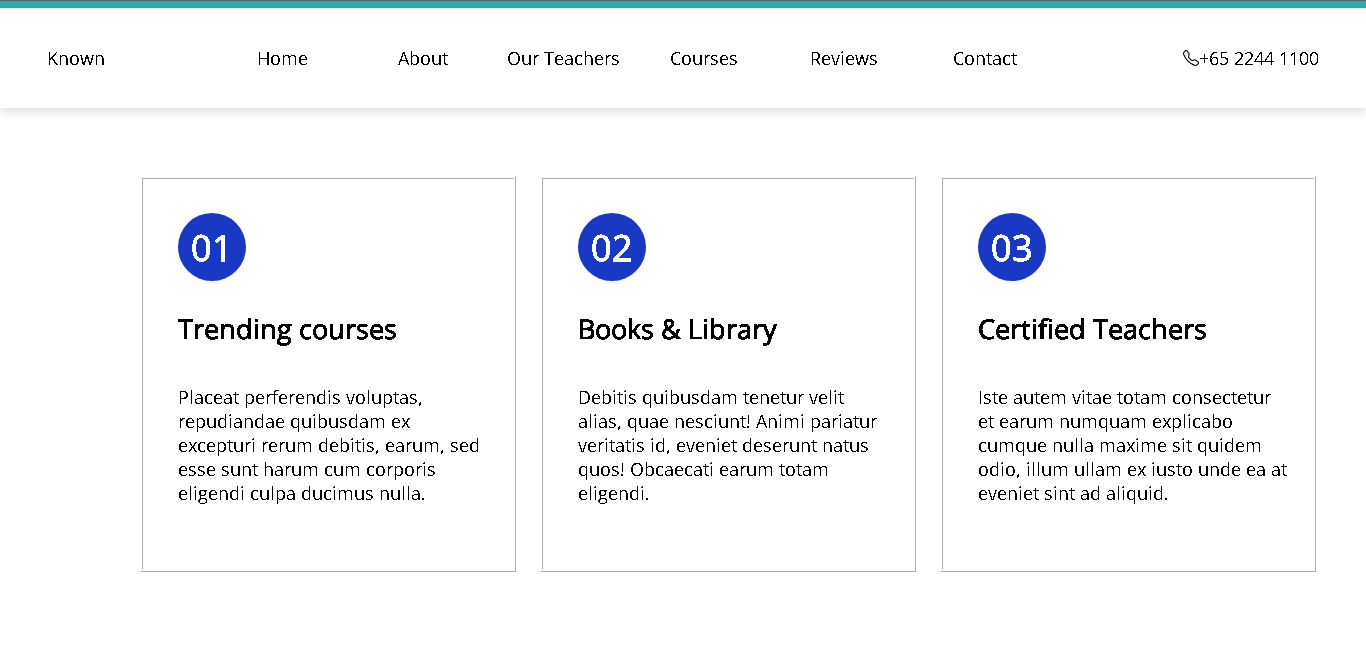 Known
Home
About
Our Teachers
Courses
Reviews
Contact
+65 2244 1100
01
Trending courses
Placeat perferendis voluptas,
repudiandae quibusdam ex
excepturi rerum debitis, earum, sed
esse sunt harum cum corporis
eligendi culpa ducimus nulla.
02
Books & Library
Debitis quibusdam tenetur velit
alias, quae nesciunt! Animi pariatur
veritatis id, eveniet deserunt natus
quos! Obcaecati earum totam
eligendi.
03
Certified Teachers
Iste autem vitae totam consectetur
et earum numquam explicabo
cumque nulla maxime sit quidem
odio, illum ullam ex iusto unde ea at
eveniet sint ad aliquid.